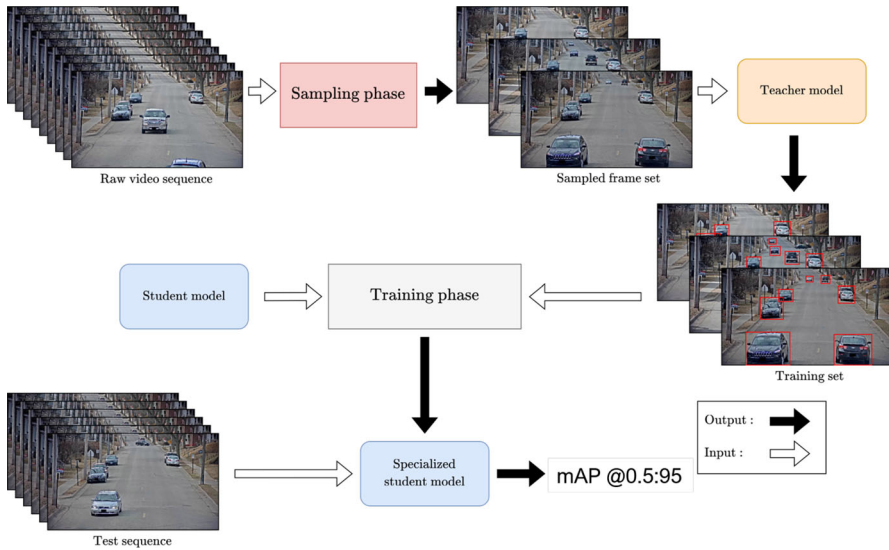 Sampling phase
Teacher model
Raw video sequence
Sampled frame set
Student model
Training phase
Training set
Output :
Input :
Specialized
student model
mAP @0.5:95
Test sequence